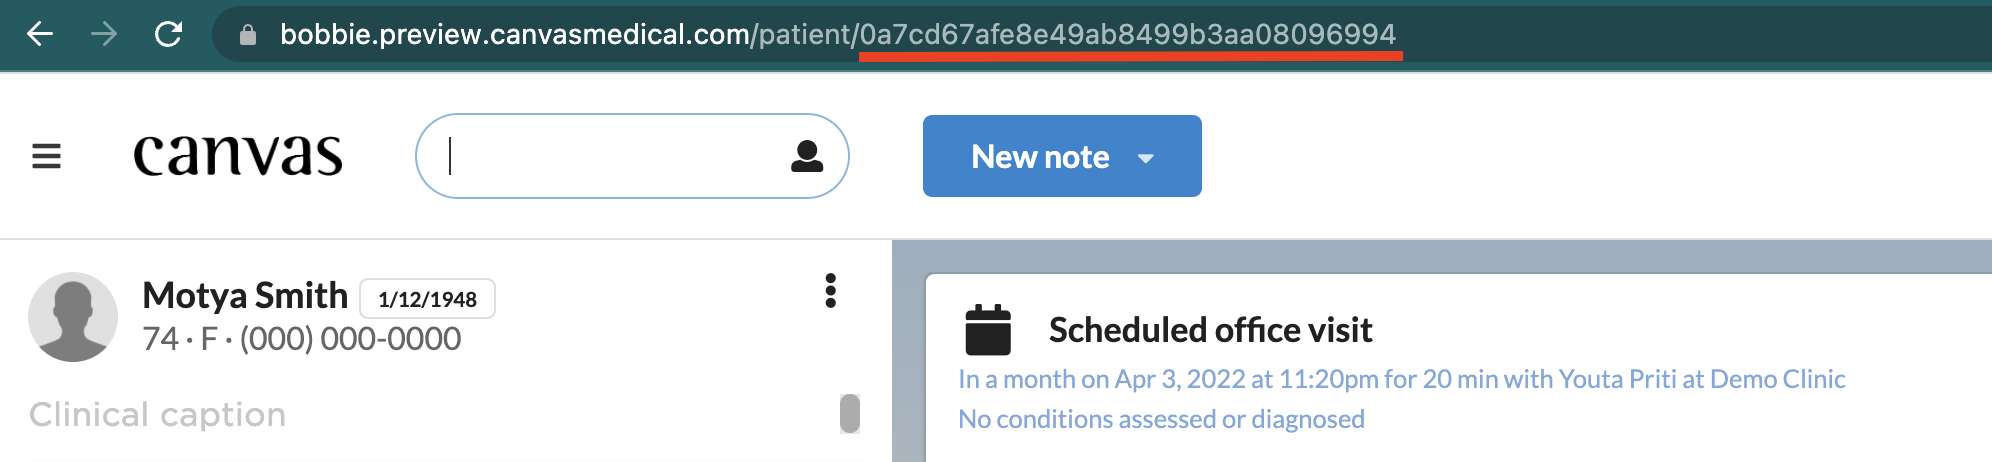 bobbie.preview.canvasmedical.com/patient/0a7cd67afe8e49ab8499b3aa08096994
canvas
New note
Motya Smith 1/12/1948
74 · F · (000) 000-0000
Clinical caption
Scheduled office visit
In a month on Apr 3, 2022 at 11:20pm for 20 min with Youta Priti at Demo Clinic
No conditions assessed or diagnosed